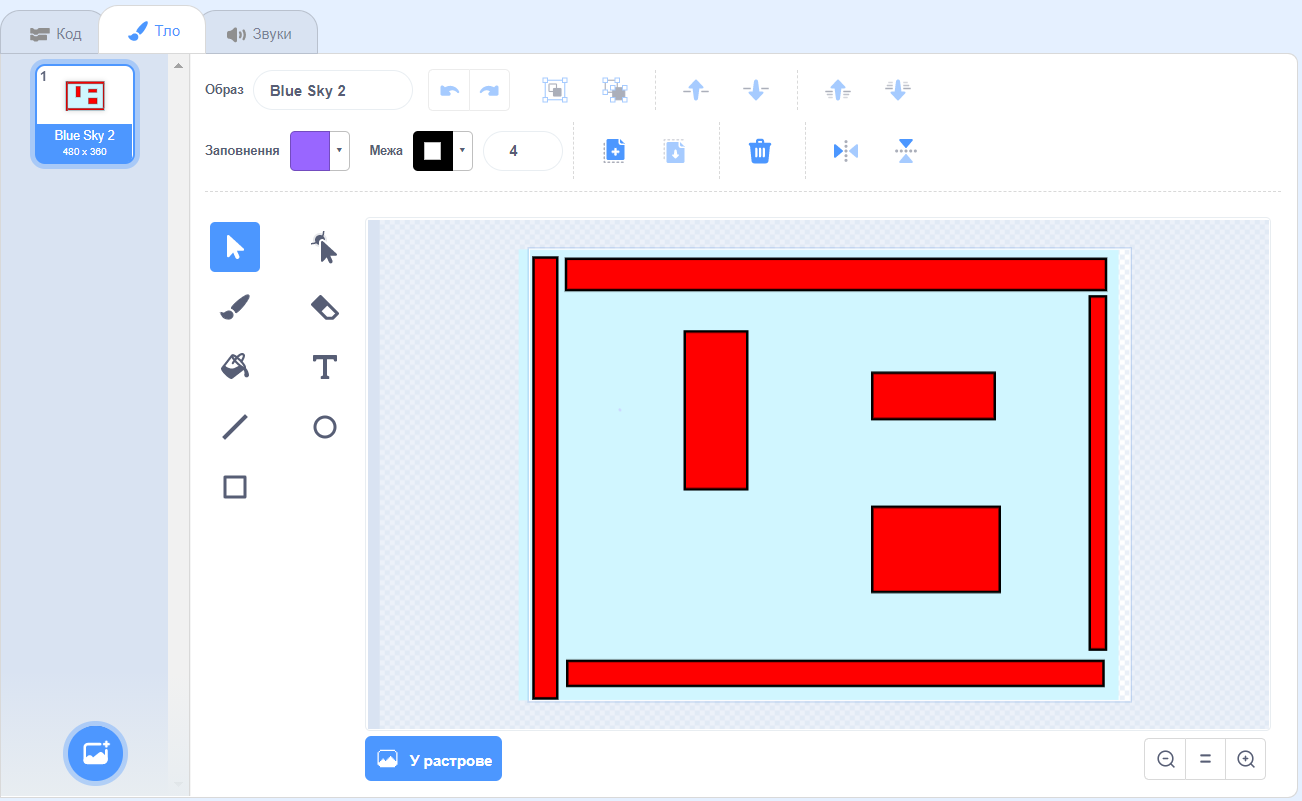 Код
Тло
Звуки
1
Blue Sky 2
480 x 360
Образ
Blue Sky 2
Заповнення
Межа
4
У растрове